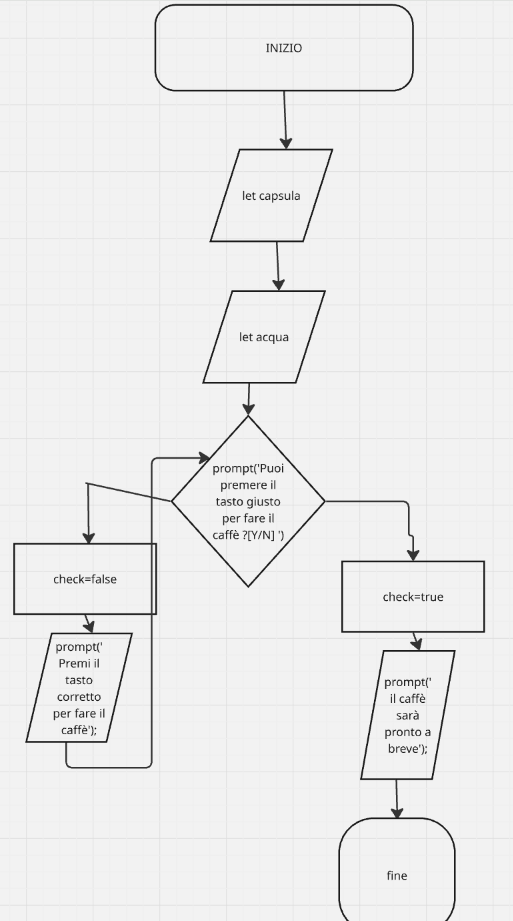 INIZIO
let capsula
let acqua
prompt('Puoi
premere il
tasto giusto
per fare il
caffè ?[Y/N] ')
check=false
check=true
prompt('
Premi il
tasto
corretto
per fare il
caffè');
prompt('
il caffè
sarà
pronto a
breve');
fine